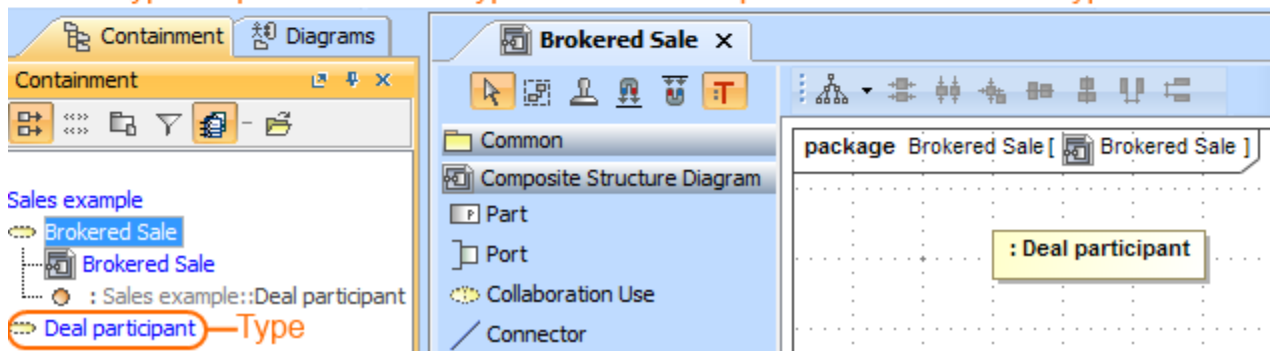 Containment
Diagrams
Containment
Sales example
Brokered Sale
Brokered Sale
: Sales example::Deal participant
Deal participant
Type
Brokered Sale X
:T
Common
Composite Structure Diagram
P Part
Port
Collaboration Use
Connector
package Brokered Sale [ Brokered Sale ]
: Deal participant